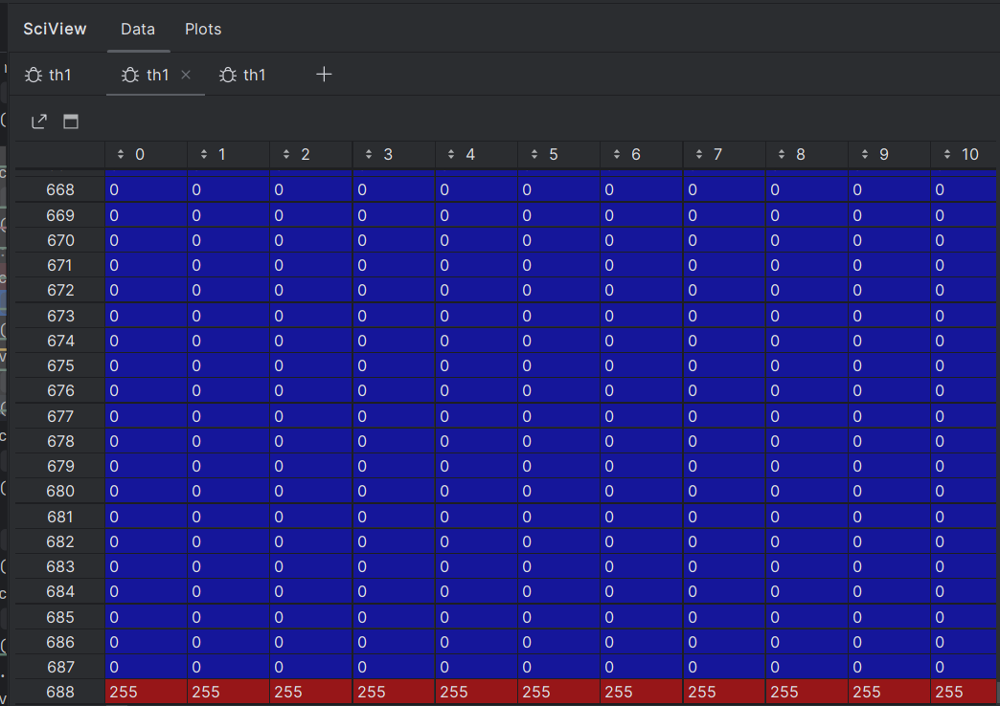 SciView Data Plots
th1 th1 × th1 +
0 1 2 3 4 5 6 7 8 9 10
668 0 0 0 0 0 0 0 0 0 0 0
669 0 0 0 0 0 0 0 0 0 0 0
670 0 0 0 0 0 0 0 0 0 0 0
671 0 0 0 0 0 0 0 0 0 0 0
672 0 0 0 0 0 0 0 0 0 0 0
673 0 0 0 0 0 0 0 0 0 0 0
674 0 0 0 0 0 0 0 0 0 0 0
675 0 0 0 0 0 0 0 0 0 0 0
676 0 0 0 0 0 0 0 0 0 0 0
677 0 0 0 0 0 0 0 0 0 0 0
678 0 0 0 0 0 0 0 0 0 0 0
679 0 0 0 0 0 0 0 0 0 0 0
680 0 0 0 0 0 0 0 0 0 0 0
681 0 0 0 0 0 0 0 0 0 0 0
682 0 0 0 0 0 0 0 0 0 0 0
683 0 0 0 0 0 0 0 0 0 0 0
684 0 0 0 0 0 0 0 0 0 0 0
685 0 0 0 0 0 0 0 0 0 0 0
686 0 0 0 0 0 0 0 0 0 0 0
687 0 0 0 0 0 0 0 0 0 0 0
688 255 255 255 255 255 255 255 255 255 255 255